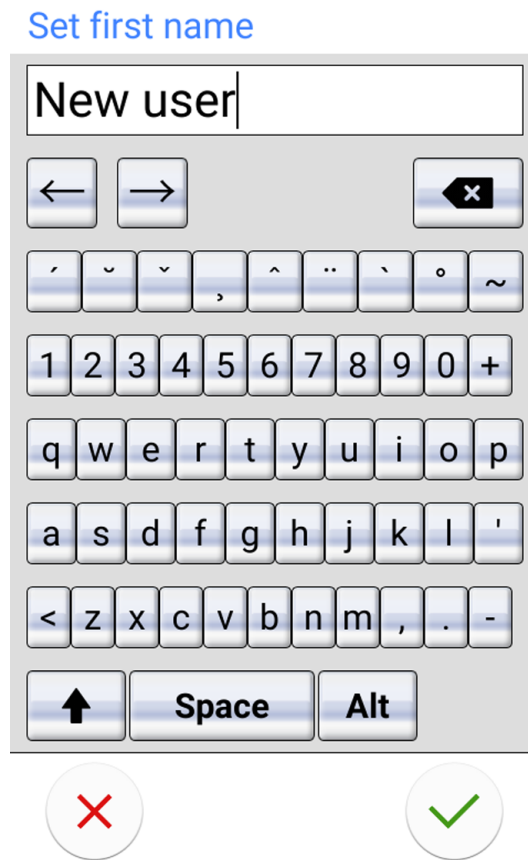 Set first name
New user
← →
´ ˘ ˇ ¸ ^ ¨ ` ° ~
1 2 3 4 5 6 7 8 9 0 +
q w e r t y u i o p
a s d f g h j k l '
< z x c v b n m , . -
Space Alt